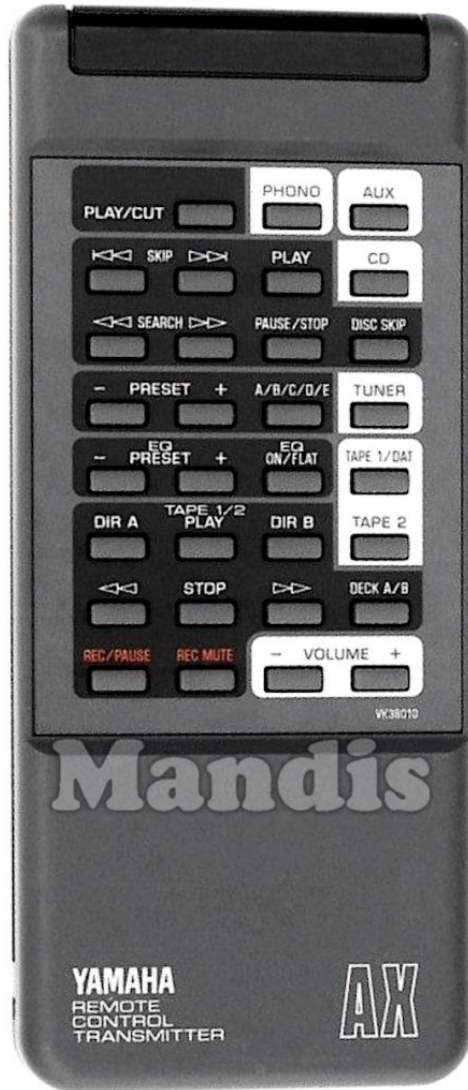 PHONO AUX
PLAY/CUT
SKIP PLAY CD
SEARCH PAUSE/STOP DISC SKIP
- PRESET + A/B/C/D/E TUNER
EQ EQ
- PRESET + ON/FLAT TAPE 1/DAT
TAPE 1/2
DIR A PLAY DIR B TAPE 2
STOP DECK A/B
REC/PAUSE REC MUTE - VOLUME +
VK38010
Mandis
YAMAHA AX
REMOTE
CONTROL
TRANSMITTER